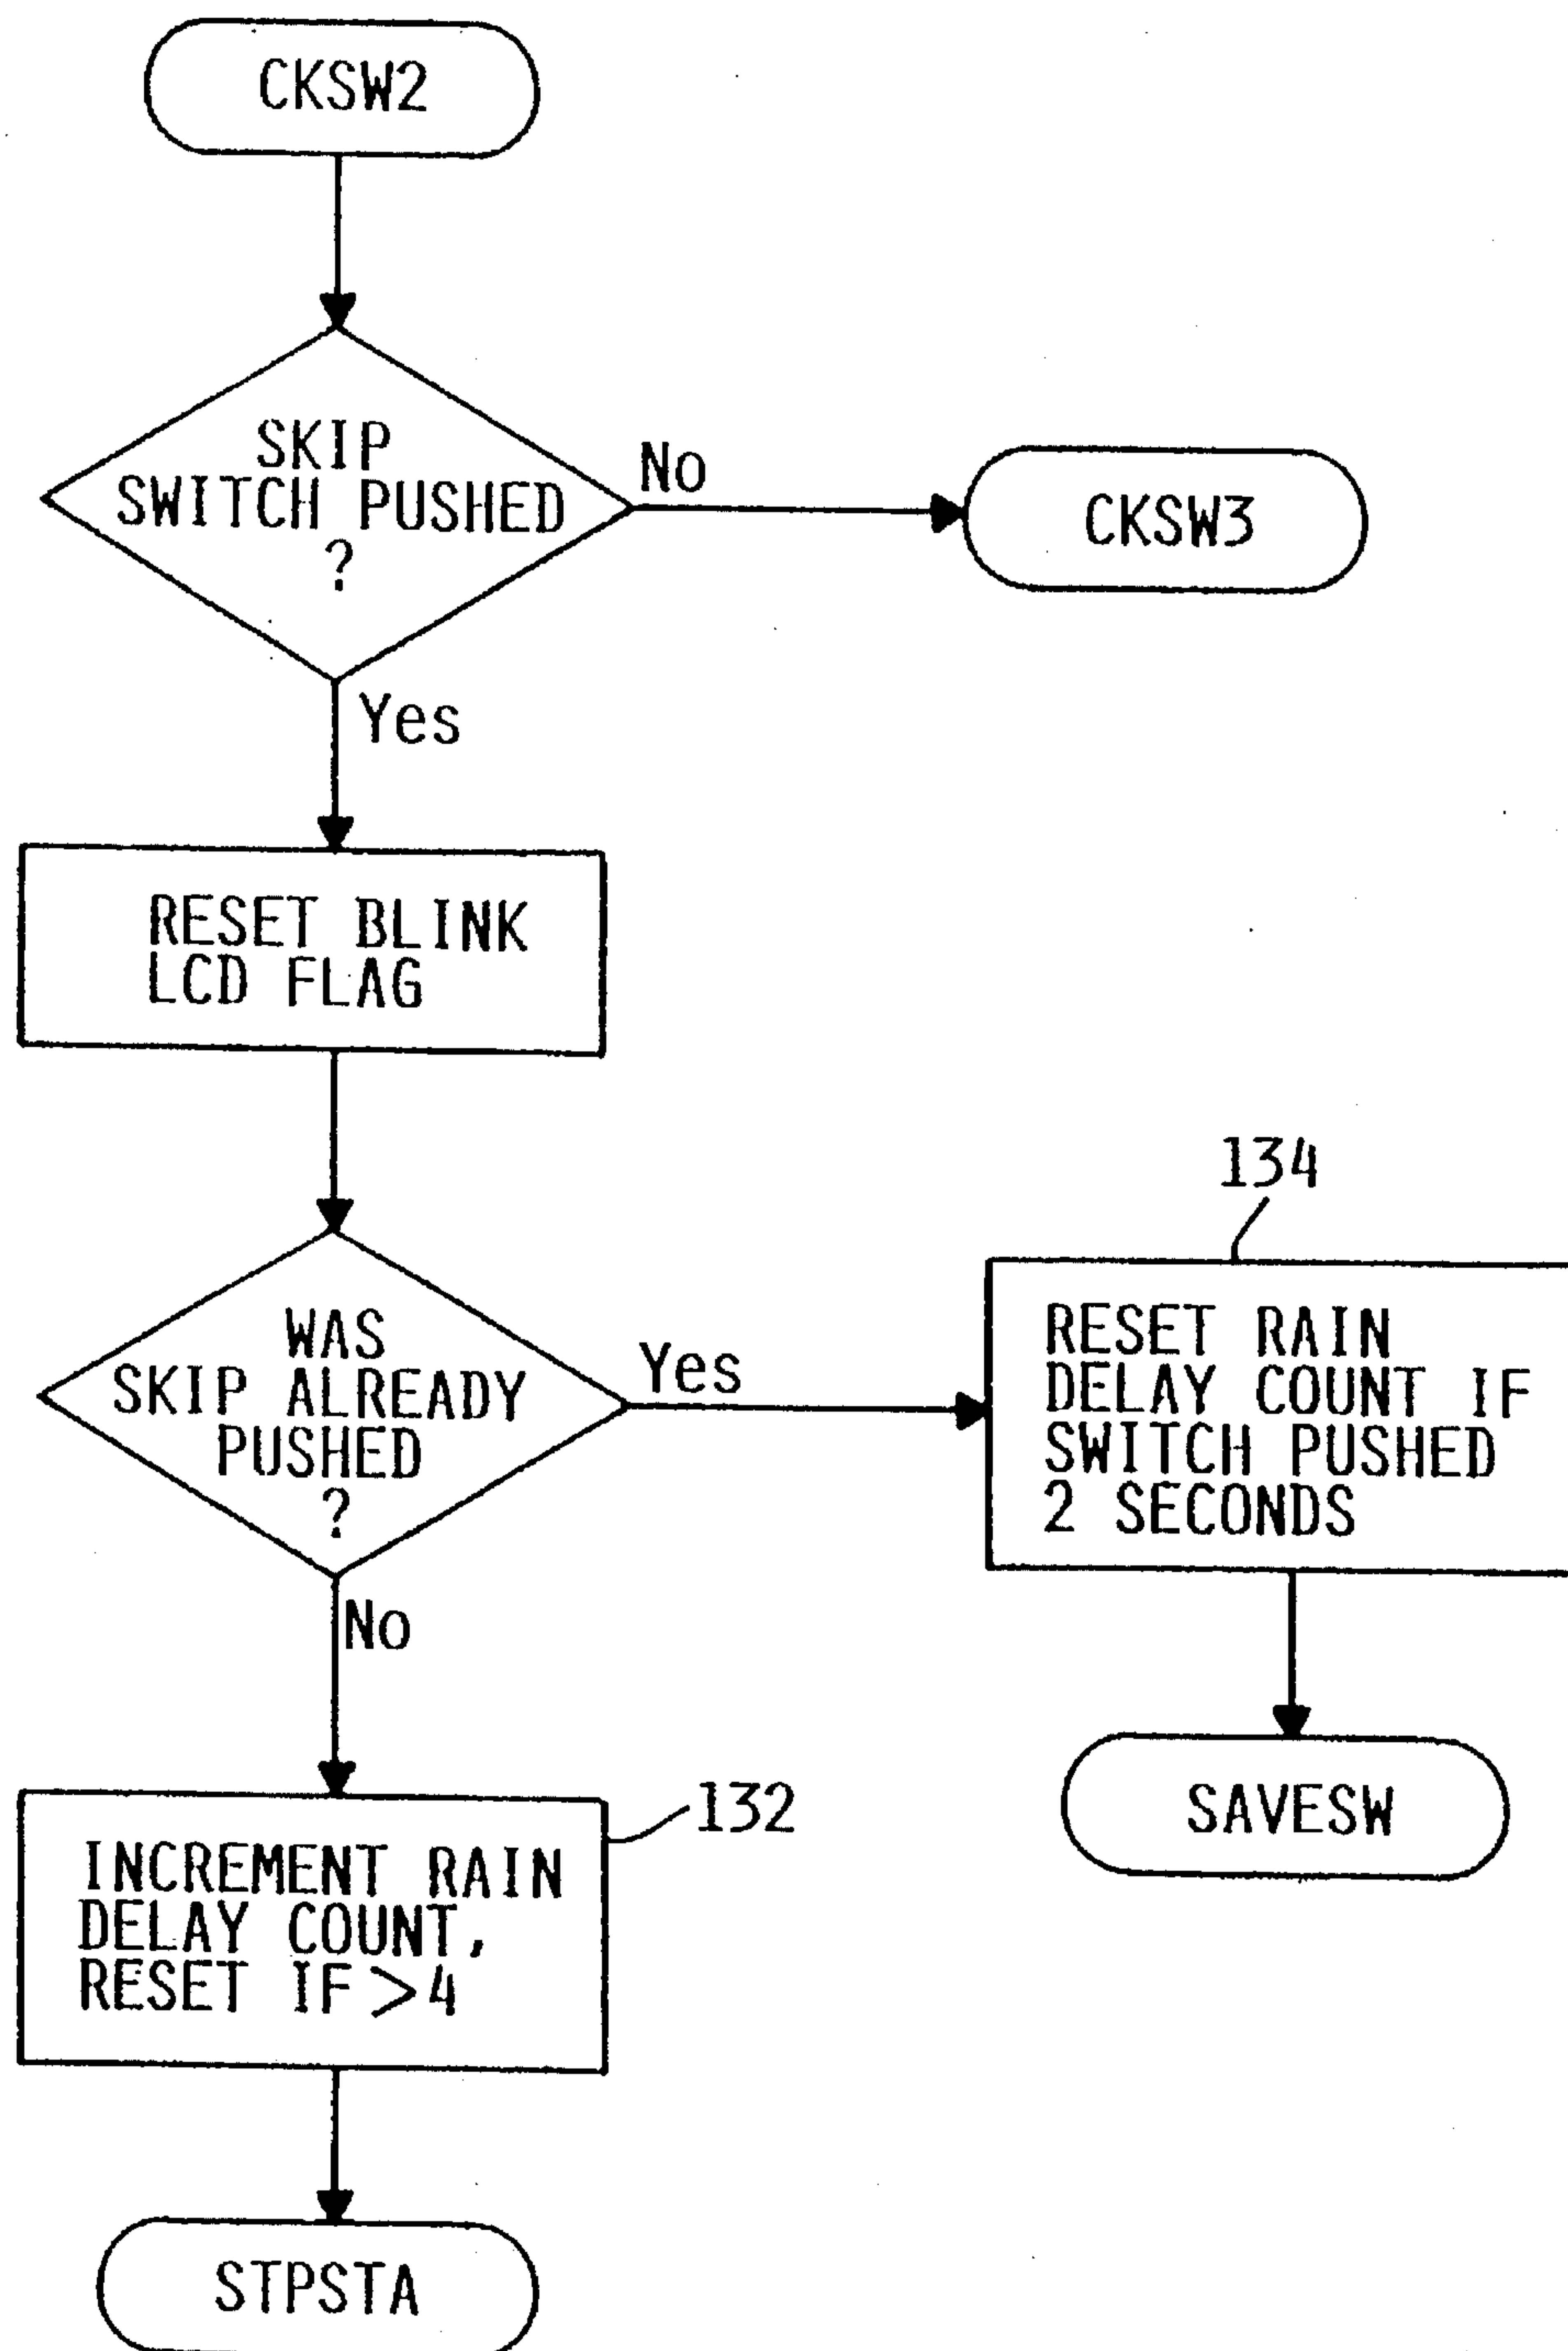 CKSW2
SKIP
SWITCH PUSHED
?
No
CKSW3
Yes
RESET BLINK
LCD FLAG
WAS
SKIP ALREADY
PUSHED
?
Yes
134
RESET RAIN
DELAY COUNT IF
SWITCH PUSHED
2 SECONDS
SAVESW
No
132
INCREMENT RAIN
DELAY COUNT,
RESET IF >4
STPSTA